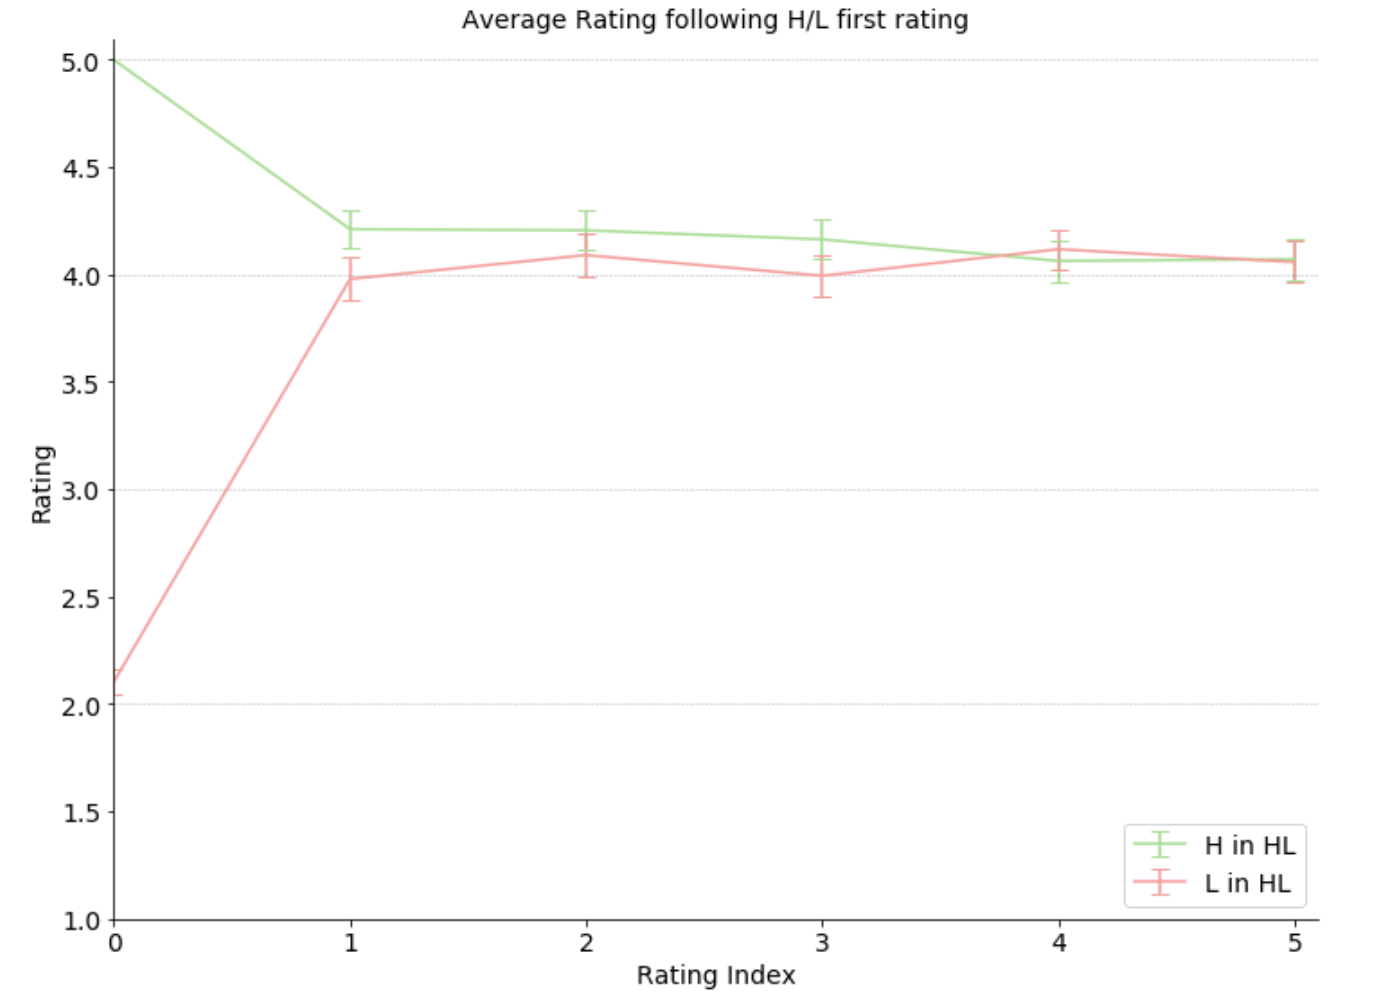 Average Rating following H/L first rating
5.0
4.5
4.0
3.5
3.0
2.5
2.0
1.5
1.0
Rating
0 1 2 3 4 5
Rating Index
H in HL
L in HL